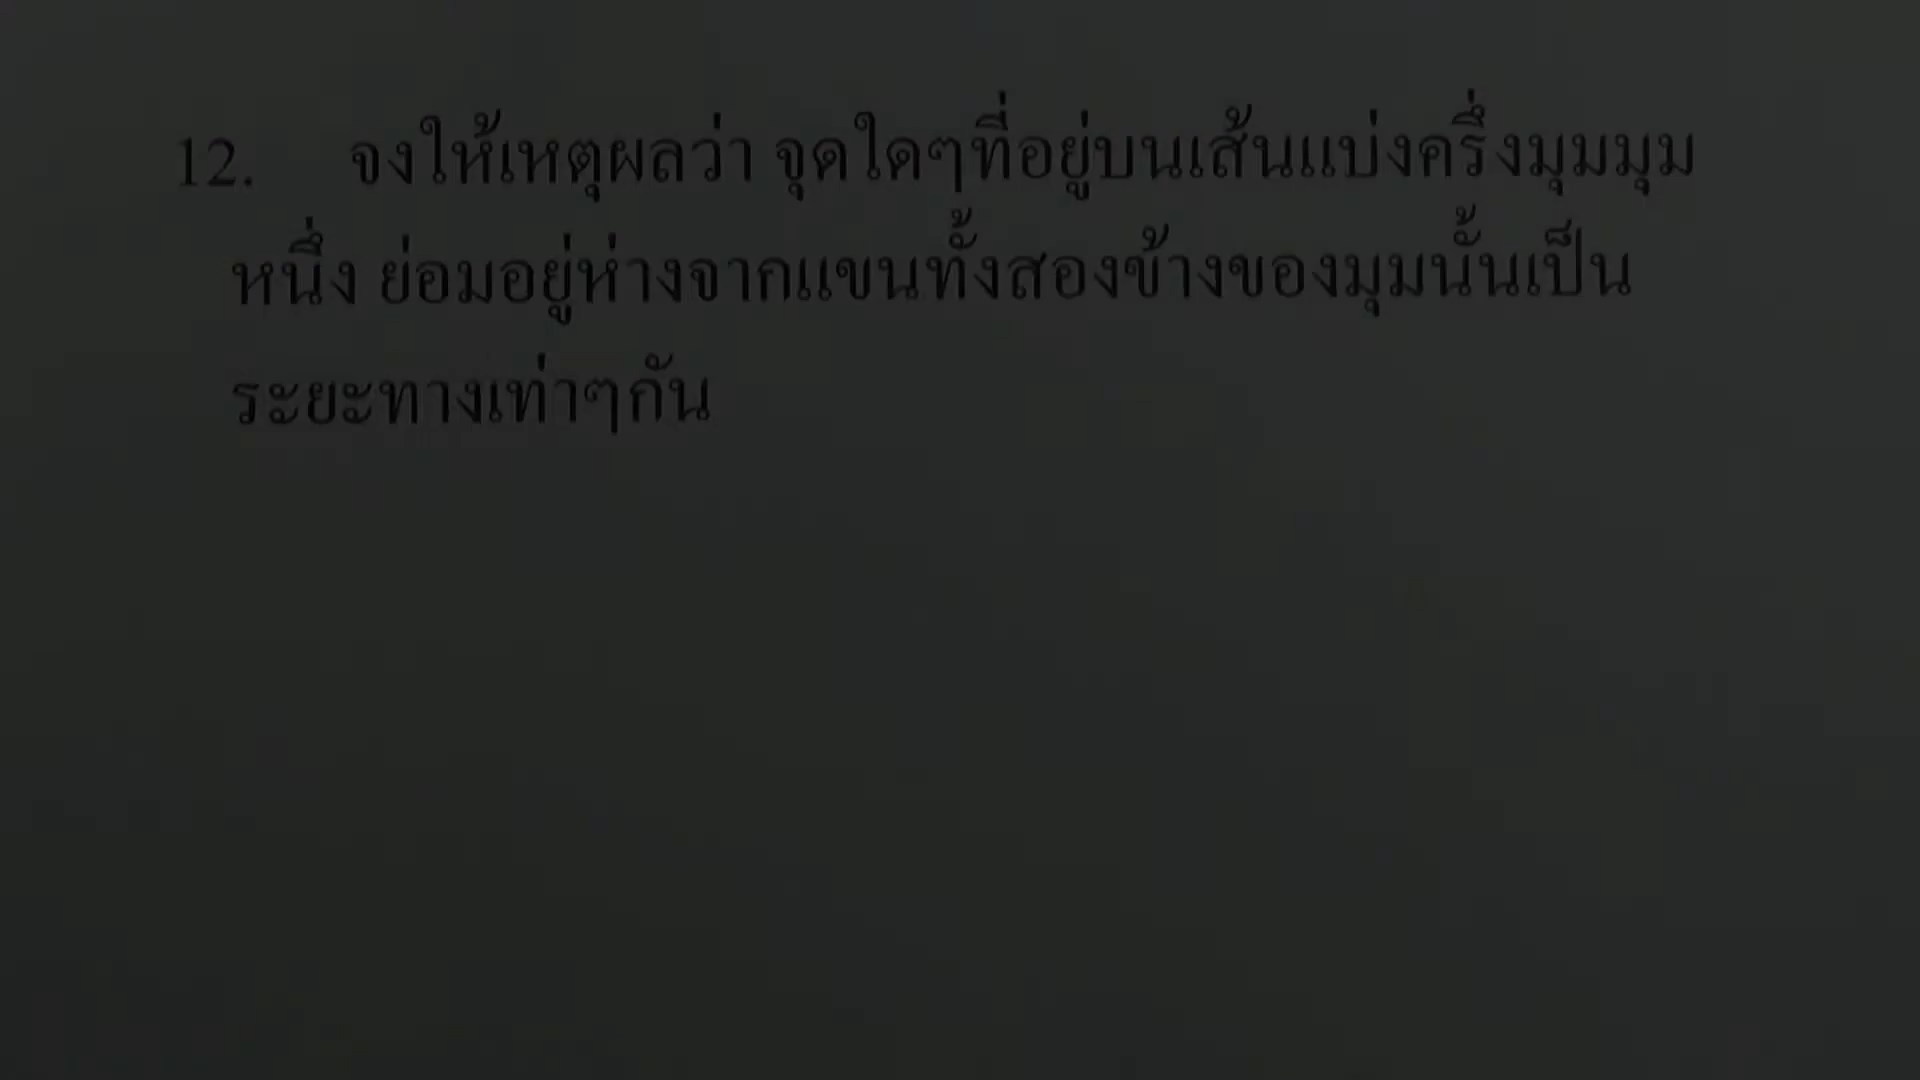 12. จงให้เหตุผลว่า จุดใดๆที่อยู่บนเส้นแบ่งครึ่งมุมมุม
หนึ่ง ย่อมอยู่ห่างจากแขนทั้งสองข้างของมุมนั้นเป็น
ระยะทางเท่าๆกัน